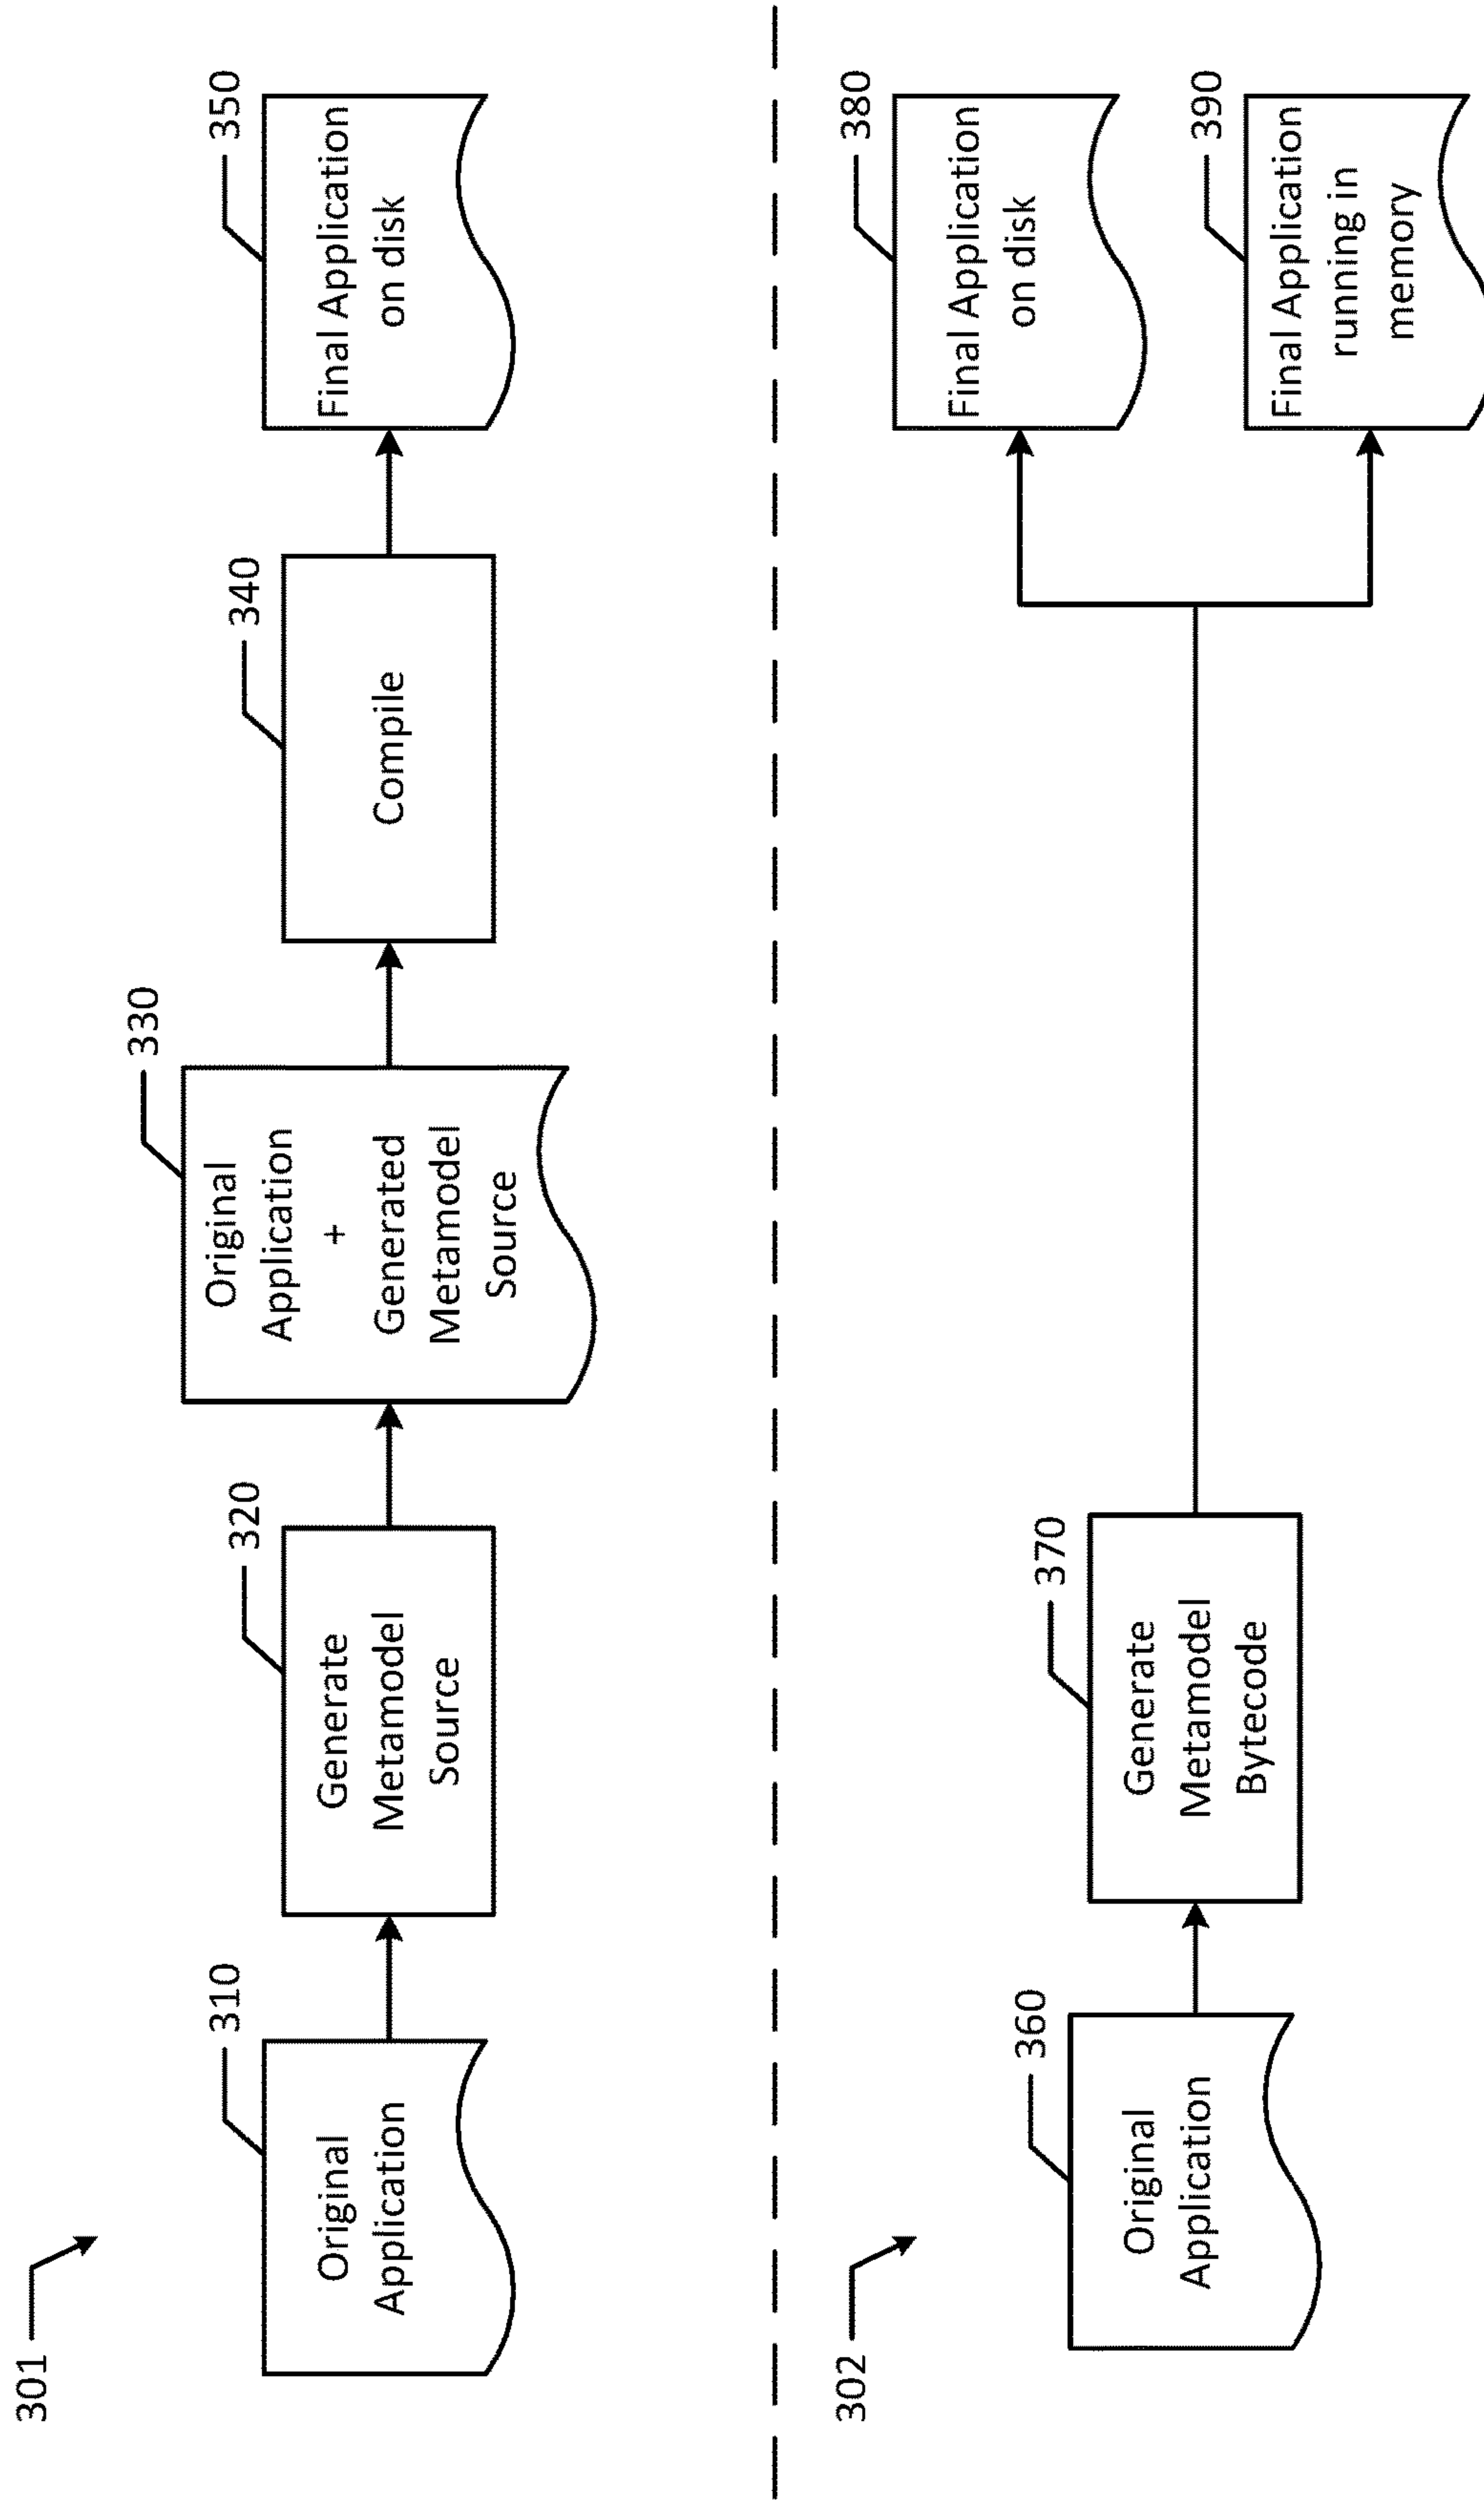 301
310
Original
Application
320
Generate
Metamodel
Source
330
Original
Application
+
Generated
Metamodel
Source
340
Compile
350
Final Application
on disk
302
360
Original
Application
370
Generate
Metamodel
Bytecode
380
Final Application
on disk
390
Final Application
running in
memory